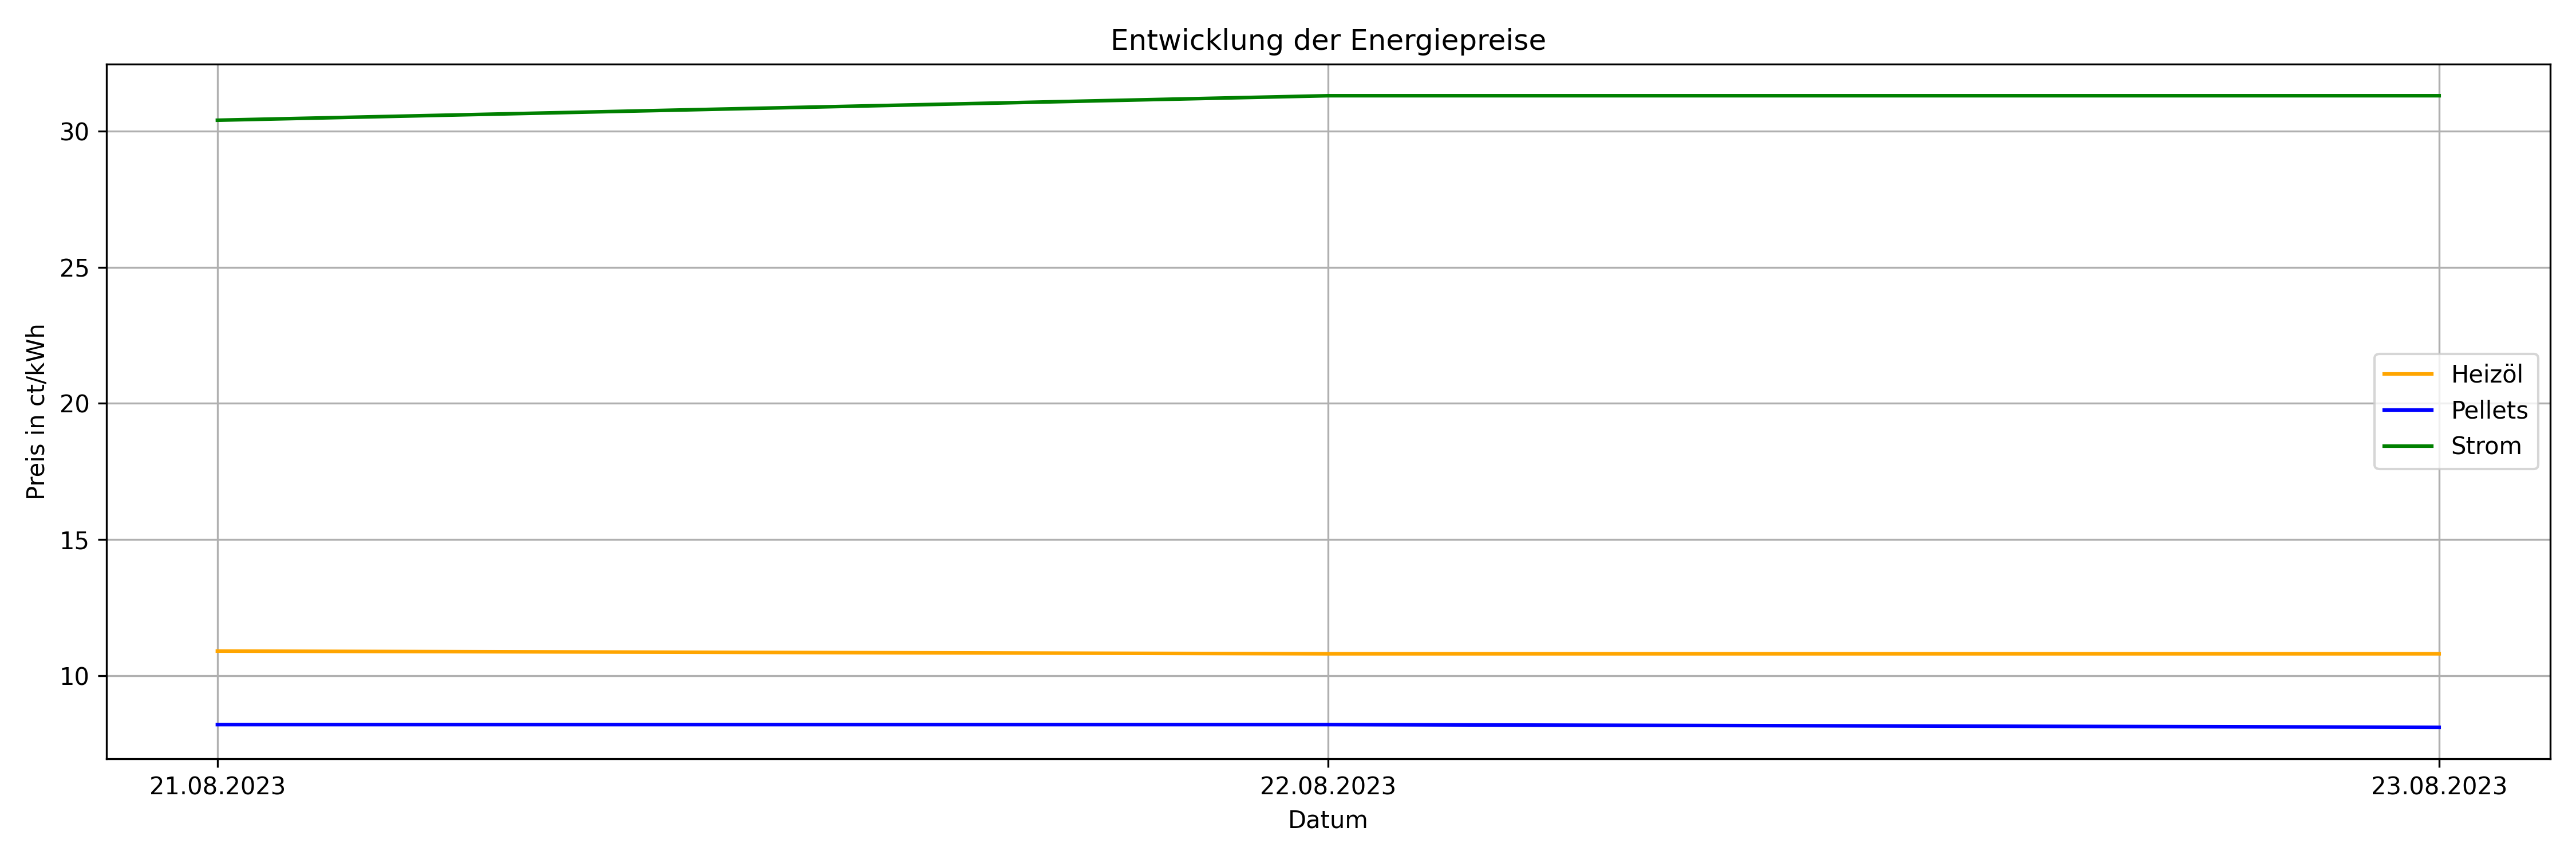 Entwicklung der Energiepreise
Preis in ct/kWh
30
25
20
15
10
Heizöl
Pellets
Strom
21.08.2023 22.08.2023 23.08.2023
Datum